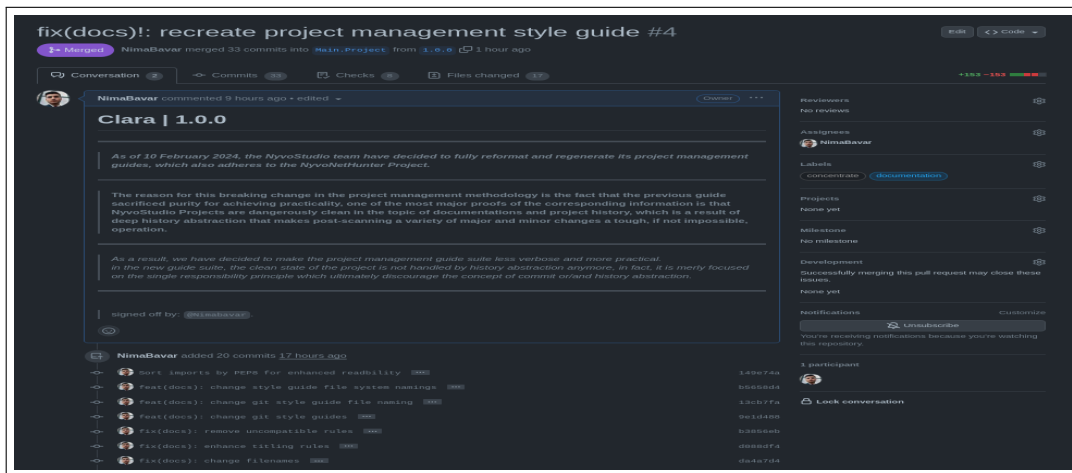 fix(docs)!: recreate project management style guide #4
Edit
<> Code
Merged NimaBavar merged 33 commits into Main.Project from 1.0.0 1 hour ago
Conversation 2
Commits 33
Checks 0
Files changed 17
+153 −153
NimaBavar commented 9 hours ago • edited
Owner
Clara | 1.0.0
As of 10 February 2024, the NyvoStudio team have decided to fully reformat and regenerate its project management
guides, which also adheres to the NyvoNetHunter Project.
The reason for this breaking change in the project management methodology is the fact that the previous guide
sacrificed purity for achieving practicality, one of the most major proofs of the corresponding information is that
NyvoStudio Projects are dangerously clean in the topic of documentations and project history, which is a result of
deep history abstraction that makes post-scanning a variety of major and minor changes a tough, if not impossible,
operation.
As a result, we have decided to make the project management guide suite less verbose and more practical.
In the new guide suite, the clean state of the project is not handled by history abstraction anymore, in fact, it is merly focused
on the single responsibility principle which ultimately discourage the concept of commit or/and history abstraction.
signed off by: @NimaBavar.
NimaBavar added 20 commits 17 hours ago
Sort imports by PEP8 for enhanced readbility
149e74a
feat(docs): change style guide file system namings
b5658d4
feat(docs): change git style guide file naming
13cb7fa
feat(docs): change git style guides
fix(docs): remove uncompatible rules
b3856eb
fix(docs): enhance titling rules
fix(docs): change filenames
da4a7d4
Reviewers
No reviews
Assignees
NimaBavar
Labels
concentrate documentation
Projects
None yet
Milestone
No milestone
Development
Successfully merging this pull request may close these
issues.
None yet
Notifications
Customize
Unsubscribe
You're receiving notifications because you're watching
this repository.
1 participant
Lock conversation